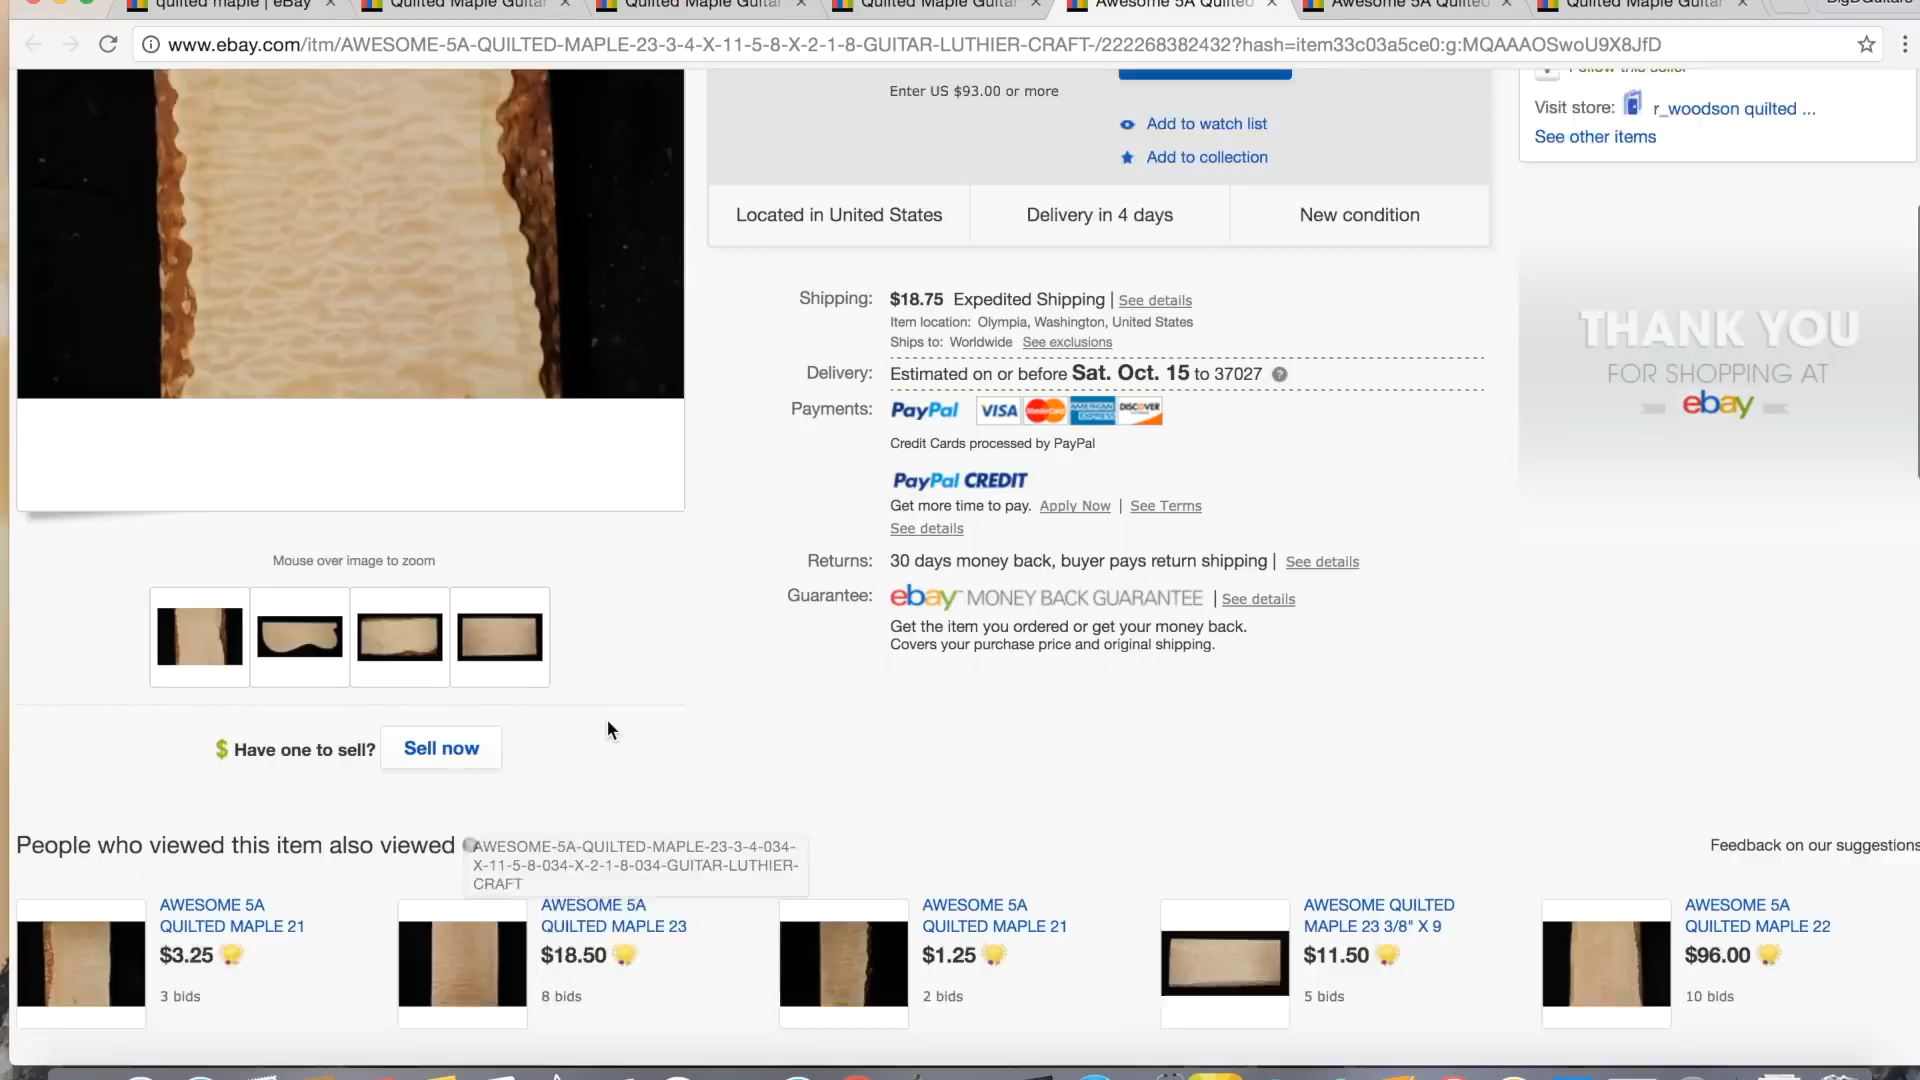 quilted maple | eBay
Quilted Maple Guitar
Quilted Maple Guitar
Quilted Maple Guitar
Awesome 5A Quilted
Awesome 5A Quilted
Quilted Maple Guitar
BigDGuitars
www.ebay.com/itm/AWESOME-5A-QUILTED-MAPLE-23-3-4-X-11-5-8-X-2-1-8-GUITAR-LUTHIER-CRAFT-/222268382432?hash=item33c03a5ce0:g:MQAAAOSwoU9X8JfD
Enter US $93.00 or more
Add to watch list
Add to collection
Located in United States
Delivery in 4 days
New condition
Follow this seller
Visit store: r_woodson quilted ...
See other items
THANK YOU
FOR SHOPPING AT
ebay
Shipping: $18.75 Expedited Shipping | See details
Item location: Olympia, Washington, United States
Ships to: Worldwide See exclusions
Delivery: Estimated on or before Sat. Oct. 15 to 37027 ?
Payments: PayPal VISA MasterCard AMERICAN EXPRESS DISCOVER
Credit Cards processed by PayPal
PayPal CREDIT
Get more time to pay. Apply Now | See Terms
See details
Returns: 30 days money back, buyer pays return shipping | See details
Guarantee: ebay MONEY BACK GUARANTEE | See details
Get the item you ordered or get your money back.
Covers your purchase price and original shipping.
Mouse over image to zoom
$ Have one to sell? Sell now
People who viewed this item also viewed
Feedback on our suggestions
AWESOME-5A-QUILTED-MAPLE-23-3-4-034-
X-11-5-8-034-X-2-1-8-034-GUITAR-LUTHIER-
CRAFT
AWESOME 5A
QUILTED MAPLE 21
$3.25
3 bids
AWESOME 5A
QUILTED MAPLE 23
$18.50
8 bids
AWESOME 5A
QUILTED MAPLE 21
$1.25
2 bids
AWESOME QUILTED
MAPLE 23 3/8" X 9
$11.50
5 bids
AWESOME 5A
QUILTED MAPLE 22
$96.00
10 bids